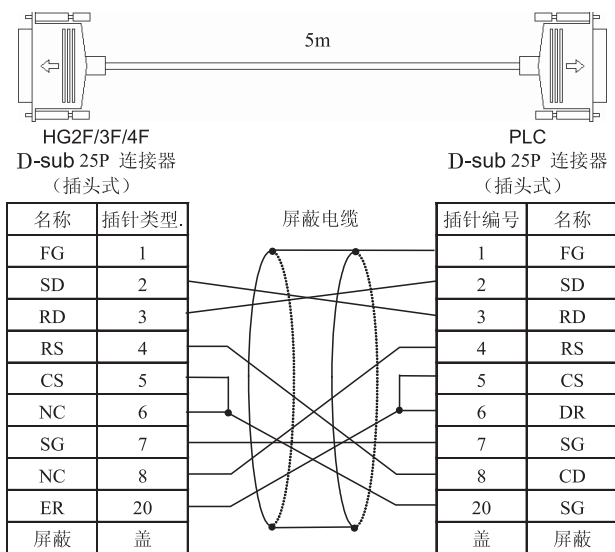 5m
HG2F/3F/4F
D-sub 25P 连接器
（插头式）
PLC
D-sub 25P 连接器
（插头式）
屏蔽电缆
名称 插针类型.
FG 1
SD 2
RD 3
RS 4
CS 5
NC 6
SG 7
NC 8
ER 20
屏蔽 盖
插针编号 名称
1 FG
2 SD
3 RD
4 RS
5 CS
6 DR
7 SG
8 CD
20 SG
盖 屏蔽